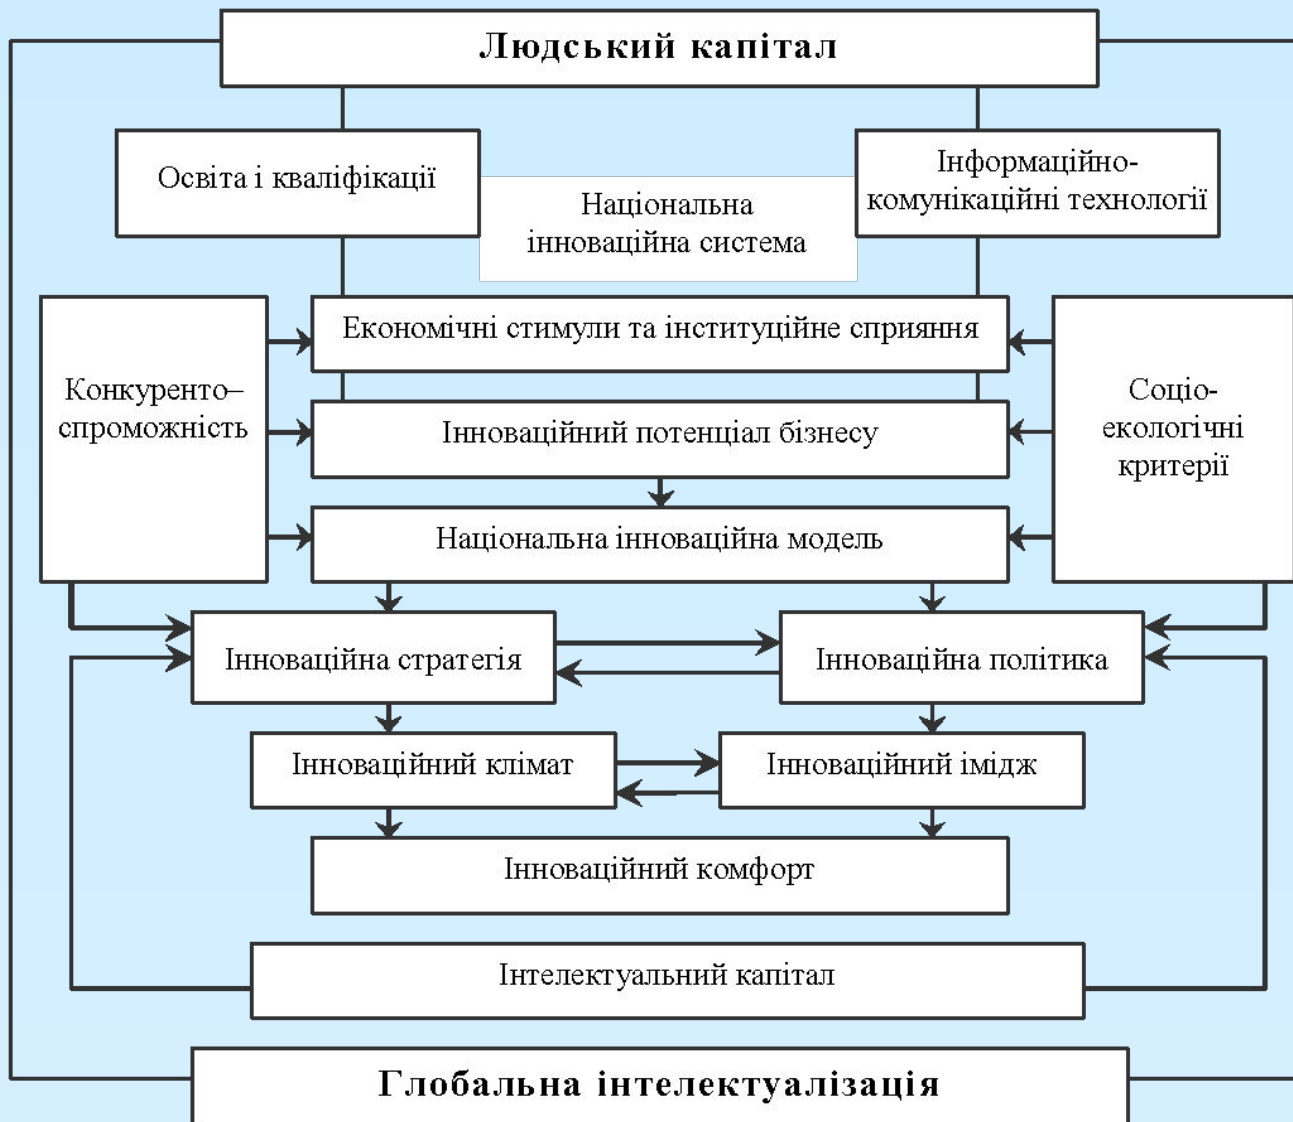 Людський капітал
Освіта і кваліфікації
Інформаційно-
комунікаційні технології
Національна
інноваційна система
Економічні стимули та інституційне сприяння
Конкуренто–
спроможність
Соціо-
екологічні
критерії
Інноваційний потенціал бізнесу
Національна інноваційна модель
Інноваційна стратегія
Інноваційна політика
Інноваційний клімат
Інноваційний імідж
Інноваційний комфорт
Інтелектуальний капітал
Глобальна інтелектуалізація